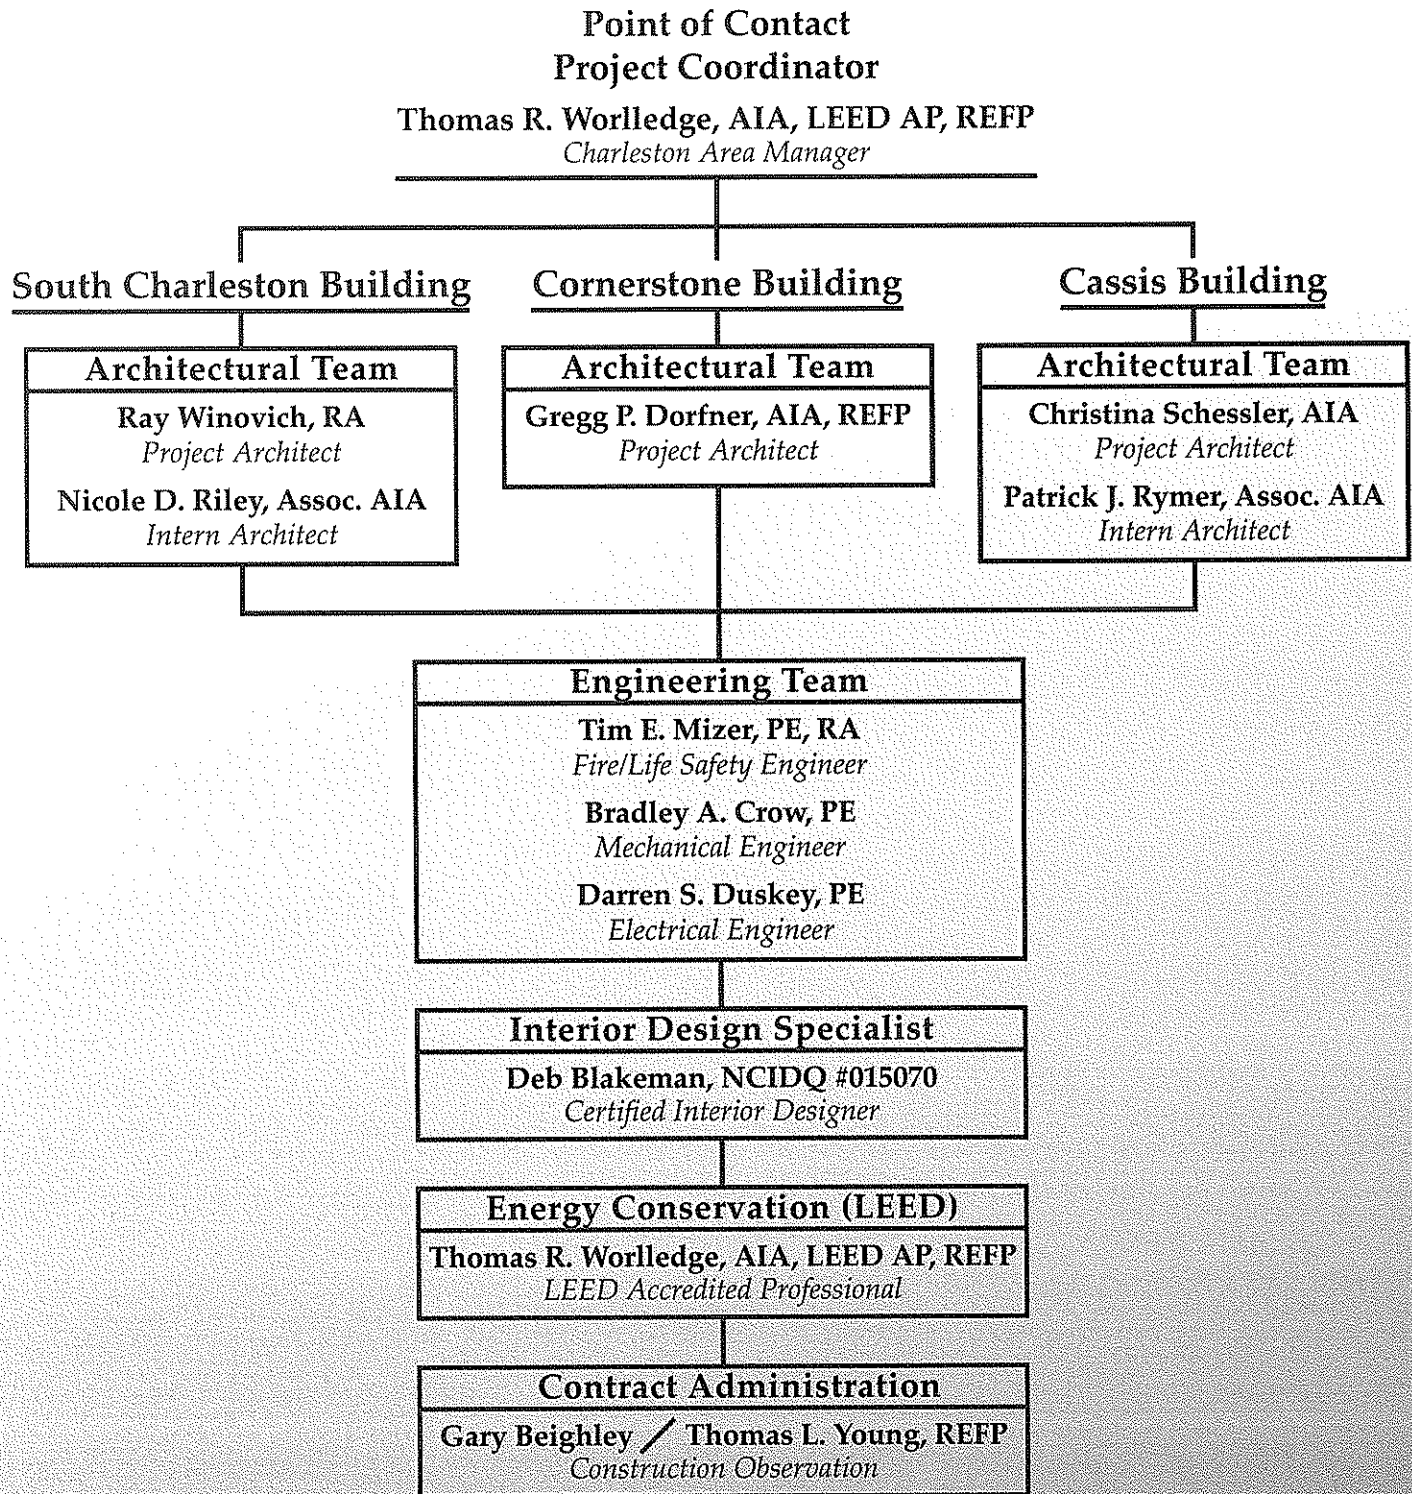 Point of Contact
Project Coordinator
Thomas R. Worlledge, AIA, LEED AP, REFP
Charleston Area Manager
South Charleston Building
Cornerstone Building
Cassis Building
Architectural Team
Ray Winovich, RA
Project Architect
Nicole D. Riley, Assoc. AIA
Intern Architect
Architectural Team
Gregg P. Dorfner, AIA, REFP
Project Architect
Architectural Team
Christina Schessler, AIA
Project Architect
Patrick J. Rymer, Assoc. AIA
Intern Architect
Engineering Team
Tim E. Mizer, PE, RA
Fire/Life Safety Engineer
Bradley A. Crow, PE
Mechanical Engineer
Darren S. Duskey, PE
Electrical Engineer
Interior Design Specialist
Deb Blakeman, NCIDQ #015070
Certified Interior Designer
Energy Conservation (LEED)
Thomas R. Worlledge, AIA, LEED AP, REFP
LEED Accredited Professional
Contract Administration
Gary Beighley / Thomas L. Young, REFP
Construction Observation